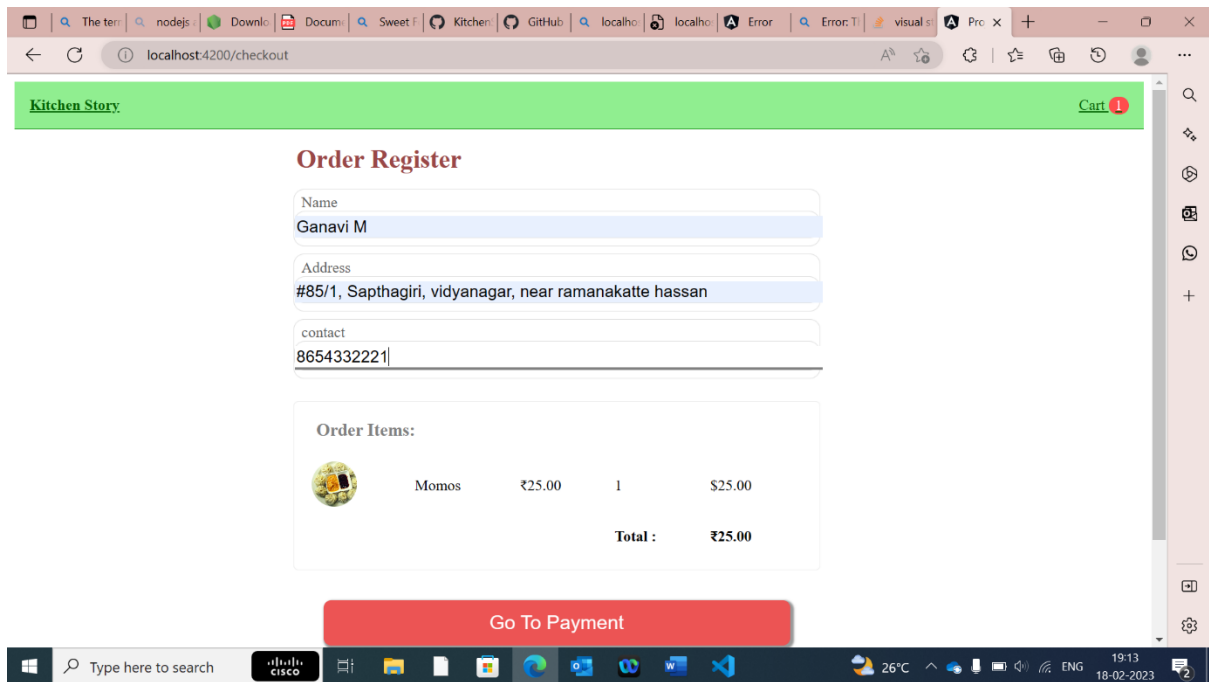 The terr
nodejs
Downlo
Docume
Sweet F
Kitchen
GitHub
localho
localho
Error
Error: Tl
visual st
Pro
localhost:4200/checkout
Kitchen Story
Cart 1
Order Register
Name
Ganavi M
Address
#85/1, Sapthagiri, vidyanagar, near ramanakatte hassan
contact
8654332221
Order Items:
Momos ₹25.00 1 $25.00
Total : ₹25.00
Go To Payment
Type here to search
CISCO
26°C
ENG
19:13
18-02-2023
2